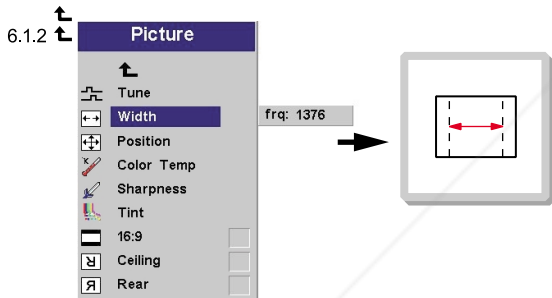 6.1.2
Picture
Tune
Width
frq: 1376
Position
Color Temp
Sharpness
Tint
16:9
Ceiling
Rear